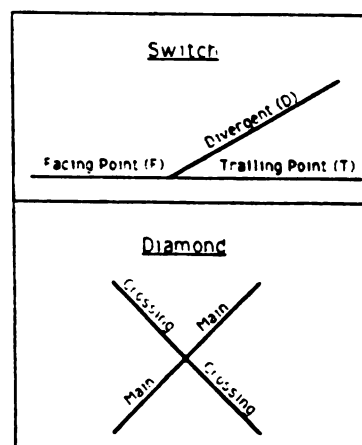 Switch
Divergent (D)
Facing Point (F)
Trailing Point (T)
Diamond
Crossing
Main
Main
Crossing